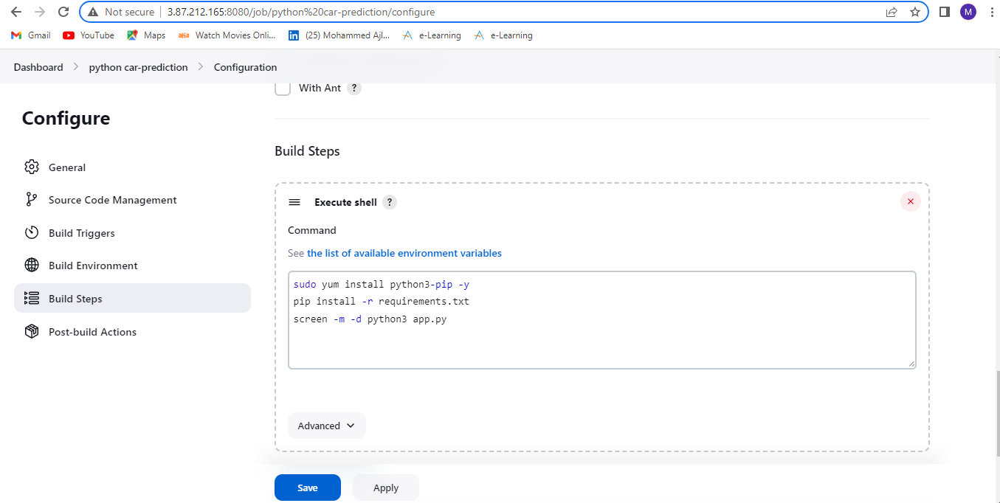 Not secure 3.87.212.165:8080/job/python%20car-prediction/configure M
Gmail YouTube Maps aha Watch Movies Onli... in (25) Mohammed Ajl... e-Learning e-Learning
Dashboard > python car-prediction > Configuration
With Ant ?
Configure
General
Source Code Management
Build Triggers
Build Environment
Build Steps
Post-build Actions
Build Steps
Execute shell ?
Command
See the list of available environment variables
sudo yum install python3-pip -y
pip install -r requirements.txt
screen -m -d python3 app.py
Advanced
Save Apply